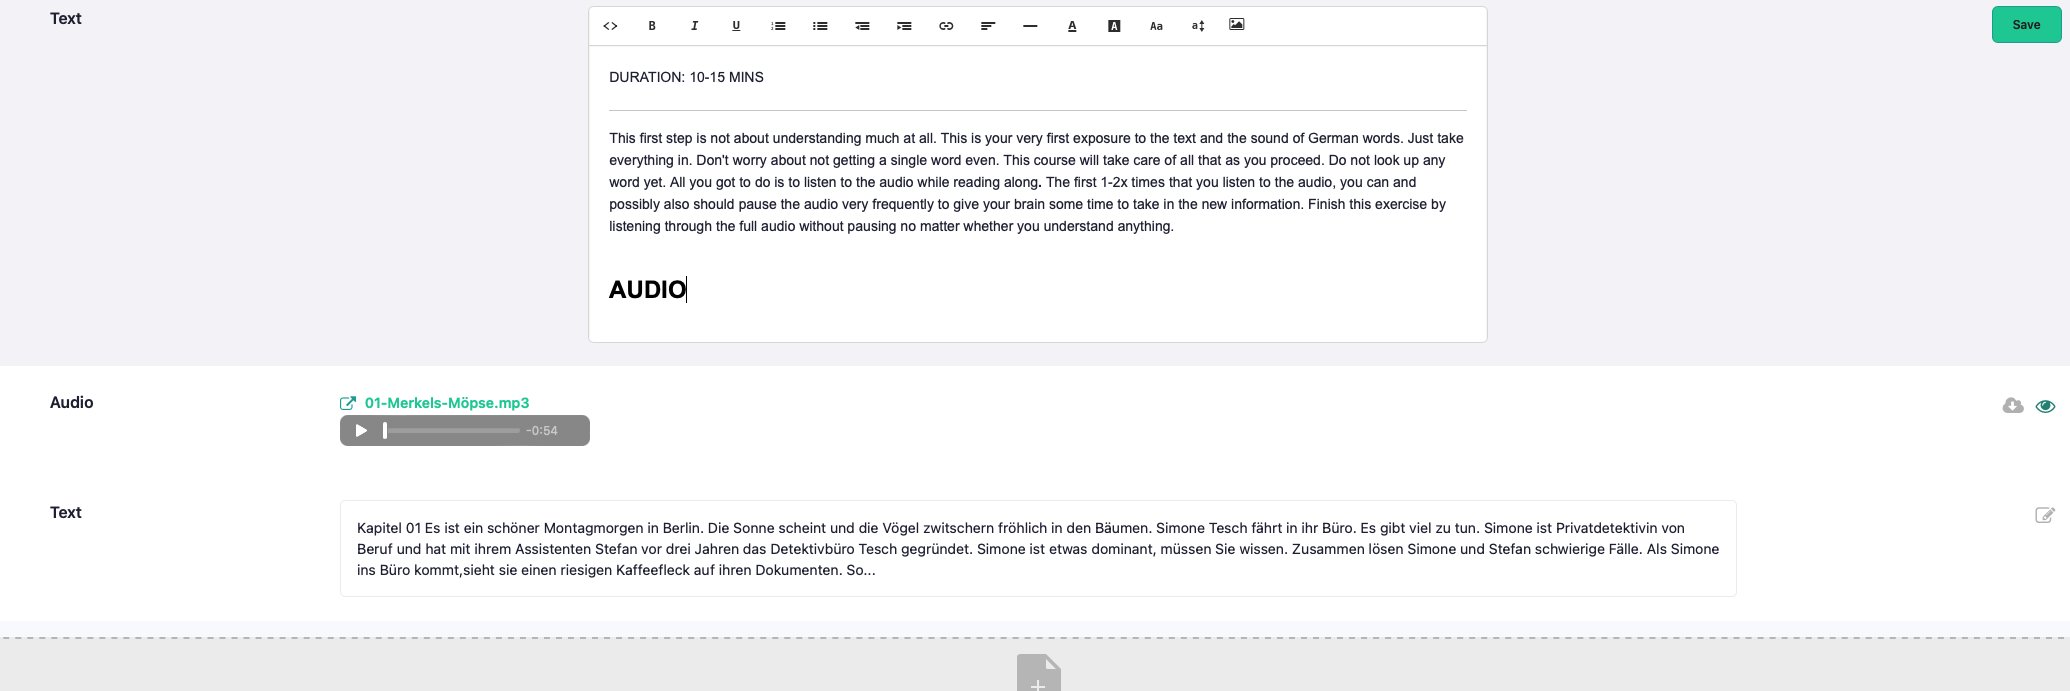 Text
<> B I U A A Aa a
Save
DURATION: 10-15 MINS
This first step is not about understanding much at all. This is your very first exposure to the text and the sound of German words. Just take
everything in. Don't worry about not getting a single word even. This course will take care of all that as you proceed. Do not look up any
word yet. All you got to do is to listen to the audio while reading along. The first 1-2x times that you listen to the audio, you can and
possibly also should pause the audio very frequently to give your brain some time to take in the new information. Finish this exercise by
listening through the full audio without pausing no matter whether you understand anything.
AUDIO
Audio
01-Merkels-Möpse.mp3
-0:54
Text
Kapitel 01 Es ist ein schöner Montagmorgen in Berlin. Die Sonne scheint und die Vögel zwitschern fröhlich in den Bäumen. Simone Tesch fährt in ihr Büro. Es gibt viel zu tun. Simone ist Privatdetektivin von
Beruf und hat mit ihrem Assistenten Stefan vor drei Jahren das Detektivbüro Tesch gegründet. Simone ist etwas dominant, müssen Sie wissen. Zusammen lösen Simone und Stefan schwierige Fälle. Als Simone
ins Büro kommt,sieht sie einen riesigen Kaffeefleck auf ihren Dokumenten. So...